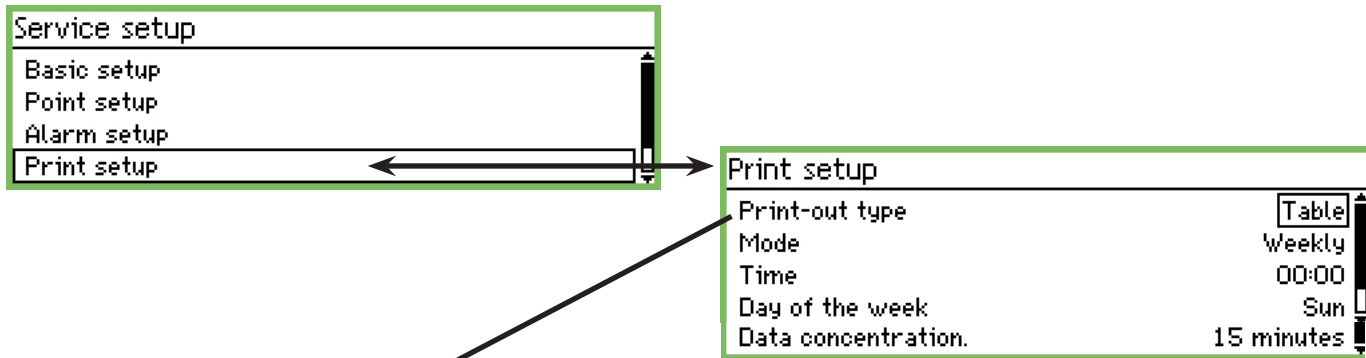 Service setup
Basic setup
Point setup
Alarm setup
Print setup
Print setup
Print-out type Table
Mode Weekly
Time 00:00
Day of the week Sun
Data concentration. 15 minutes